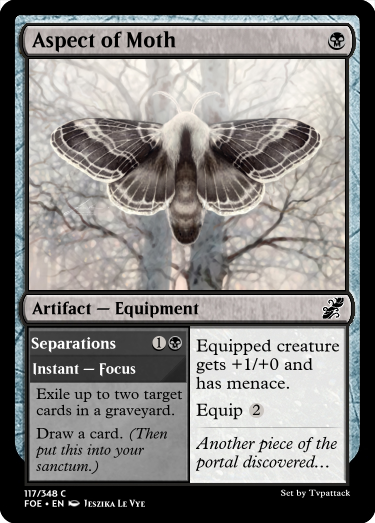 Aspect of Moth
Artifact — Equipment
Separations 1
Instant — Focus
Exile up to two target
cards in a graveyard.
Draw a card. (Then
put this into your
sanctum.)
Equipped creature
gets +1/+0 and
has menace.
Equip 2
Another piece of the
portal discovered...
117/348 C
FOE • EN Jeszika Le Vye
Set by Tvpattack